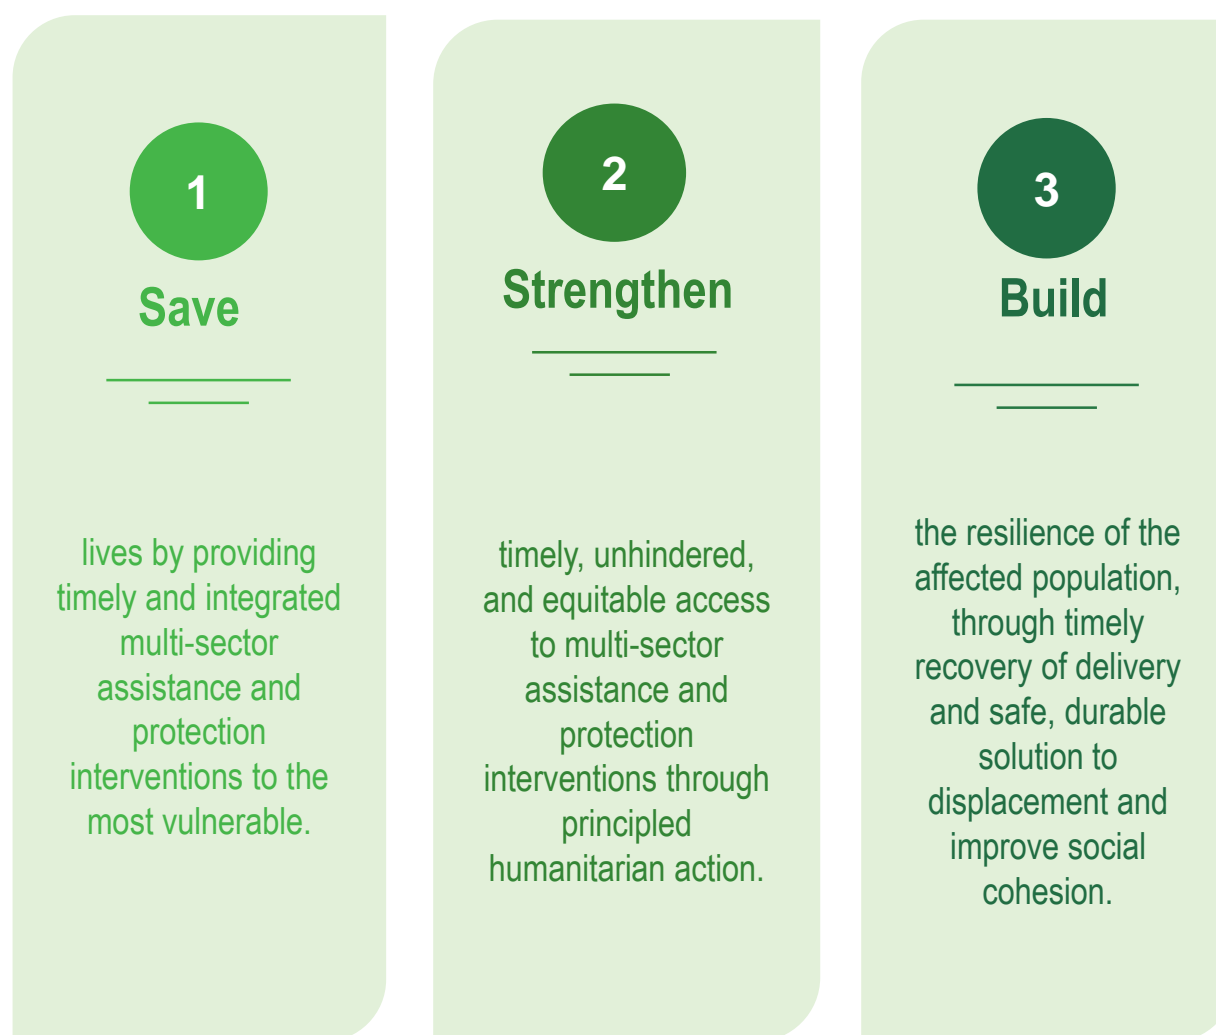 1
Save
lives by providing
timely and integrated
multi-sector
assistance and
protection
interventions to the
most vulnerable.
2
Strengthen
timely, unhindered,
and equitable access
to multi-sector
assistance and
protection
interventions through
principled
humanitarian action.
3
Build
the resilience of the
affected population,
through timely
recovery of delivery
and safe, durable
solution to
displacement and
improve social
cohesion.